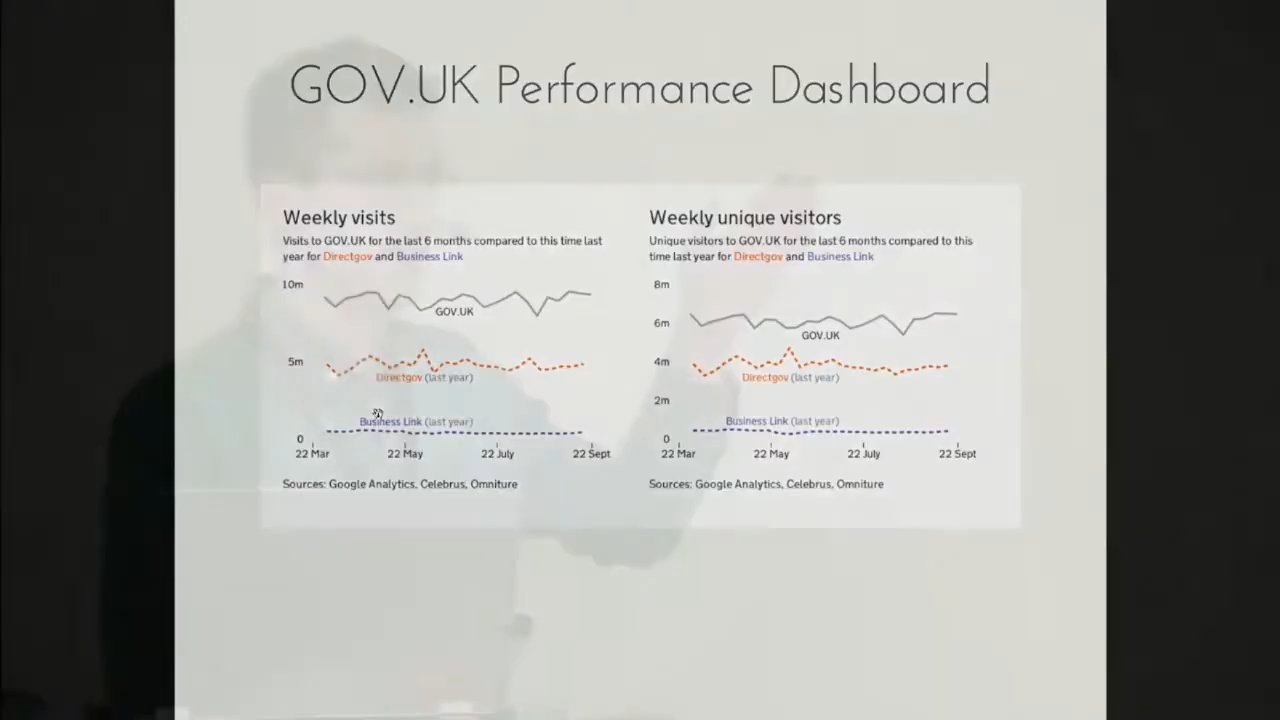 GOV.UK Performance Dashboard
Weekly visits
Visits to GOV.UK for the last 6 months compared to this time last
year for Directgov and Business Link
10m
GOV.UK
5m
Directgov (last year)
Business Link (last year)
0
22 Mar 22 May 22 July 22 Sept
Sources: Google Analytics, Celebrus, Omniture
Weekly unique visitors
Unique visitors to GOV.UK for the last 6 months compared to this
time last year for Directgov and Business Link
8m
6m
GOV.UK
4m
Directgov (last year)
2m
Business Link (last year)
0
22 Mar 22 May 22 July 22 Sept
Sources: Google Analytics, Celebrus, Omniture